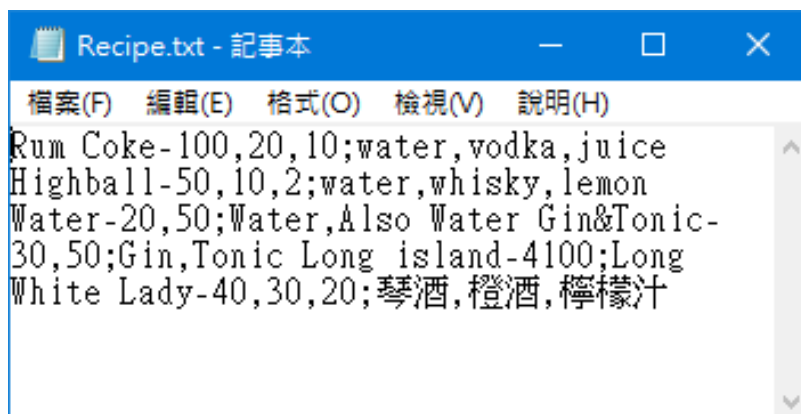 Recipe.txt - 記事本
檔案(F) 編輯(E) 格式(O) 檢視(V) 說明(H)
Rum Coke-100,20,10;water,vodka,juice
Highball-50,10,2;water,whisky,lemon
Water-20,50;Water,Also Water Gin&Tonic-
30,50;Gin,Tonic Long island-4100;Long
White Lady-40,30,20;琴酒,橙酒,檸檬汁